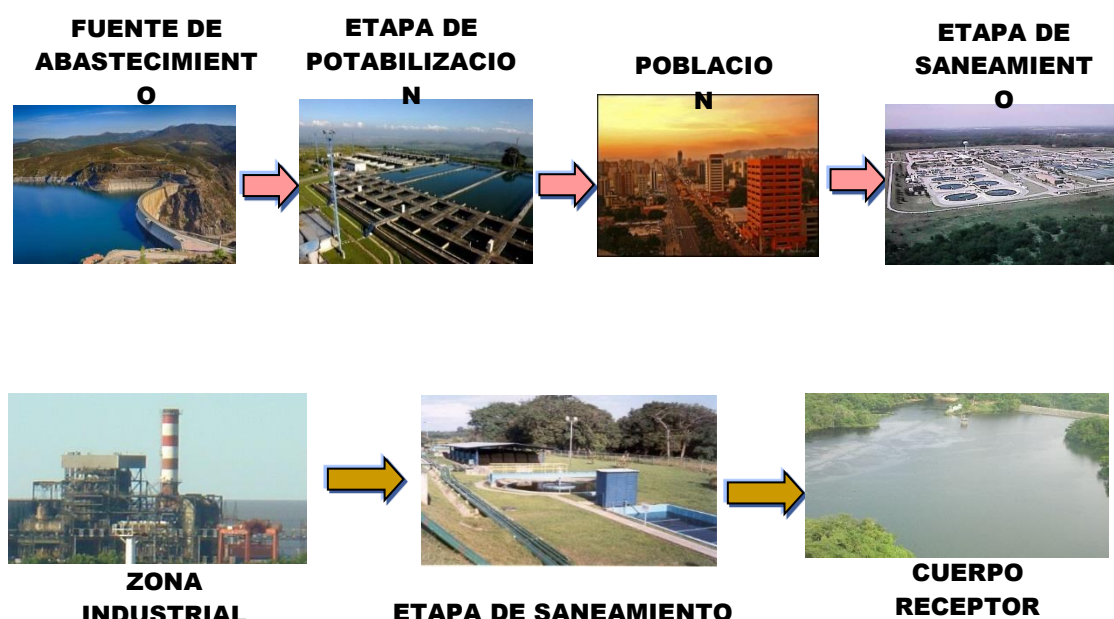 FUENTE DE
ABASTECIMIENT
O
ETAPA DE
POTABILIZACIO
N
POBLACIO
N
ETAPA DE
SANEAMIENT
O
ZONA
INDUSTRIAL
ETAPA DE SANEAMIENTO
CUERPO
RECEPTOR